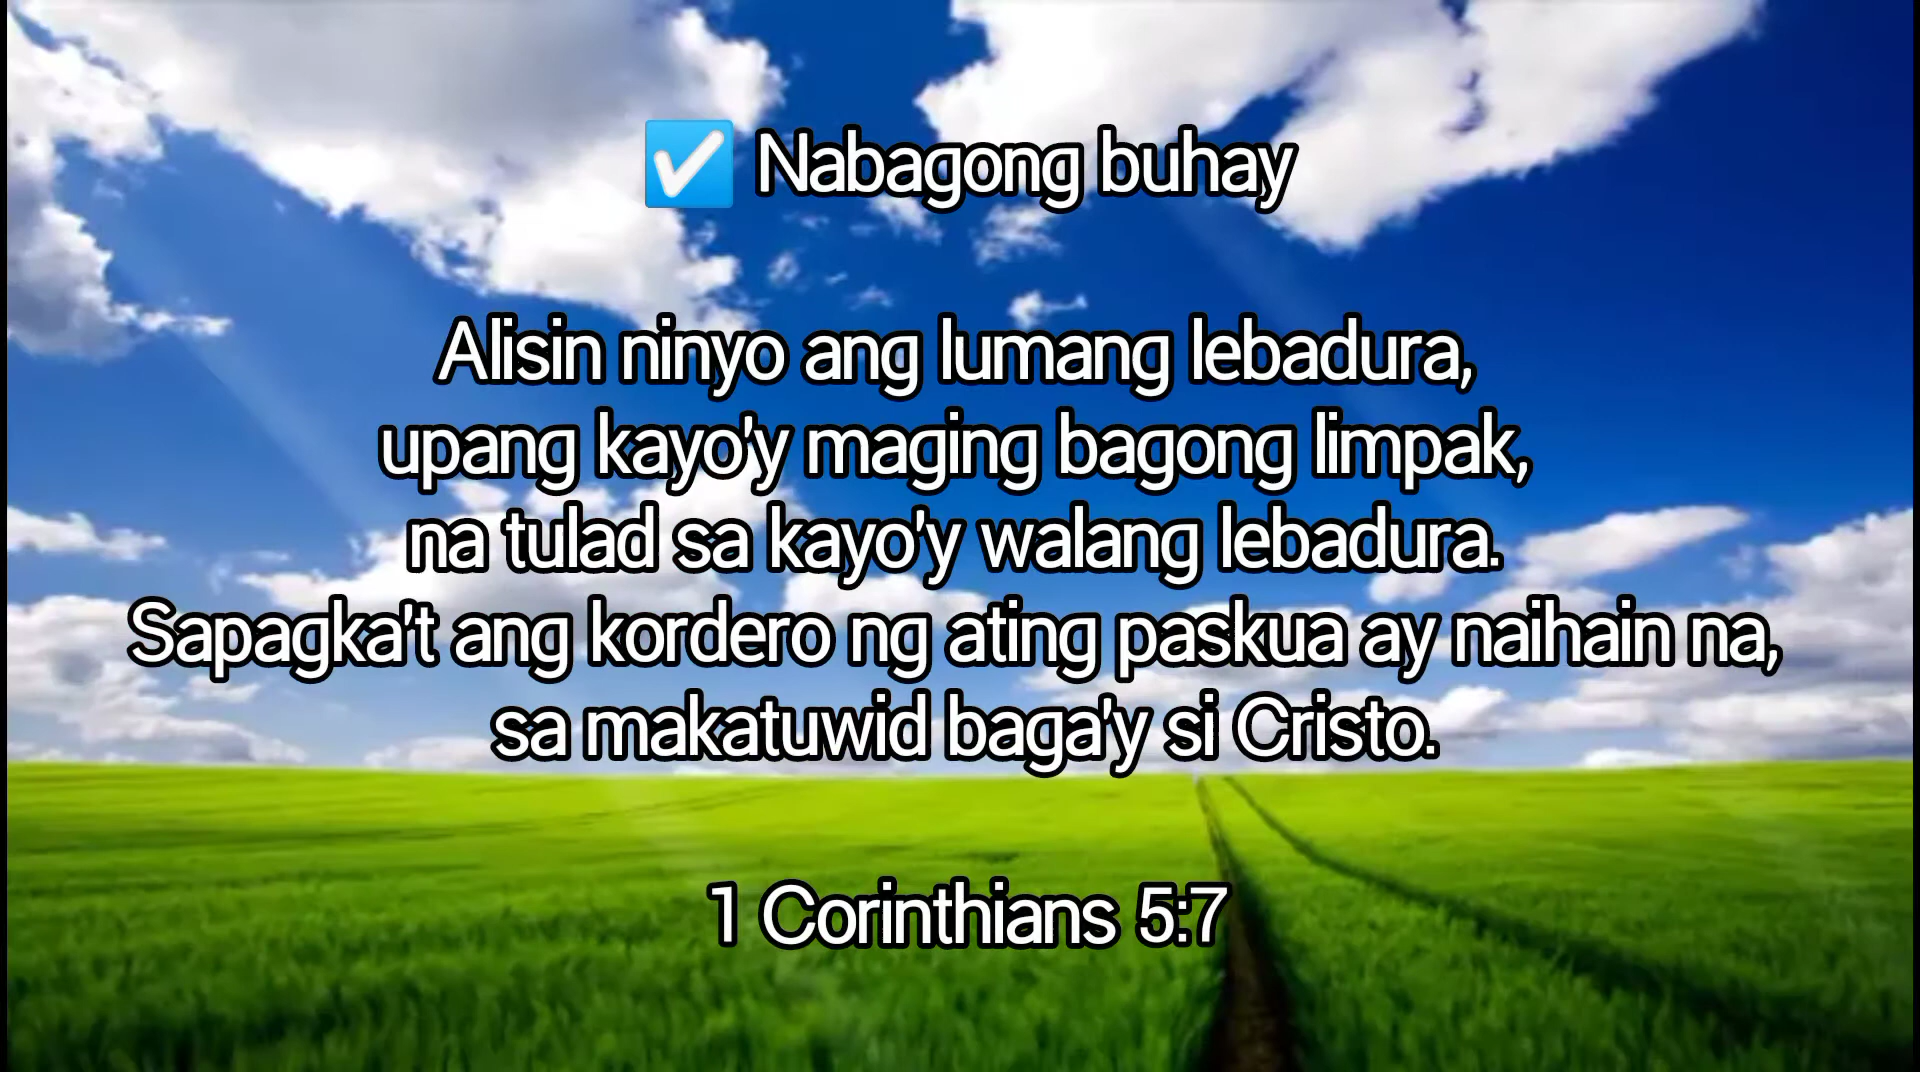 ☑ Nabagong buhay
Alisin ninyo ang lumang lebadura,
upang kayo'y maging bagong limpak,
na tulad sa kayo'y walang lebadura.
Sapagka't ang kordero ng ating paskua ay naihain na,
sa makatuwid baga'y si Cristo.
1 Corinthians 5:7